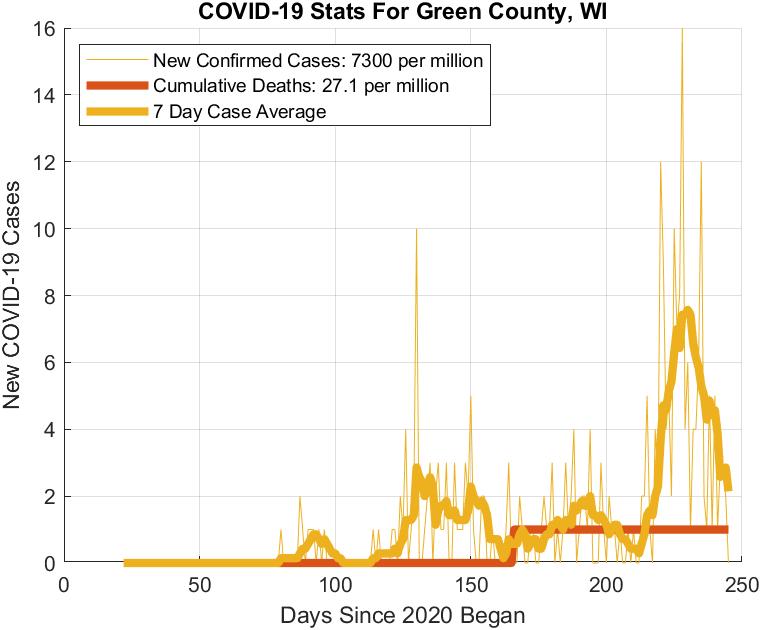 COVID-19 Stats For Green County, WI
New Confirmed Cases: 7300 per million
Cumulative Deaths: 27.1 per million
7 Day Case Average
New COVID-19 Cases
16
14
12
10
8
6
4
2
0
0 50 100 150 200 250
Days Since 2020 Began